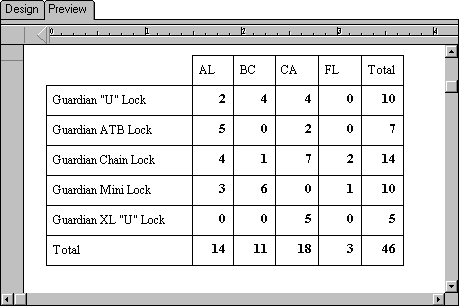 Design Preview
0 1 2 3 4
AL BC CA FL Total
Guardian "U" Lock 2 4 4 0 10
Guardian ATB Lock 5 0 2 0 7
Guardian Chain Lock 4 1 7 2 14
Guardian Mini Lock 3 6 0 1 10
Guardian XL "U" Lock 0 0 5 0 5
Total 14 11 18 3 46